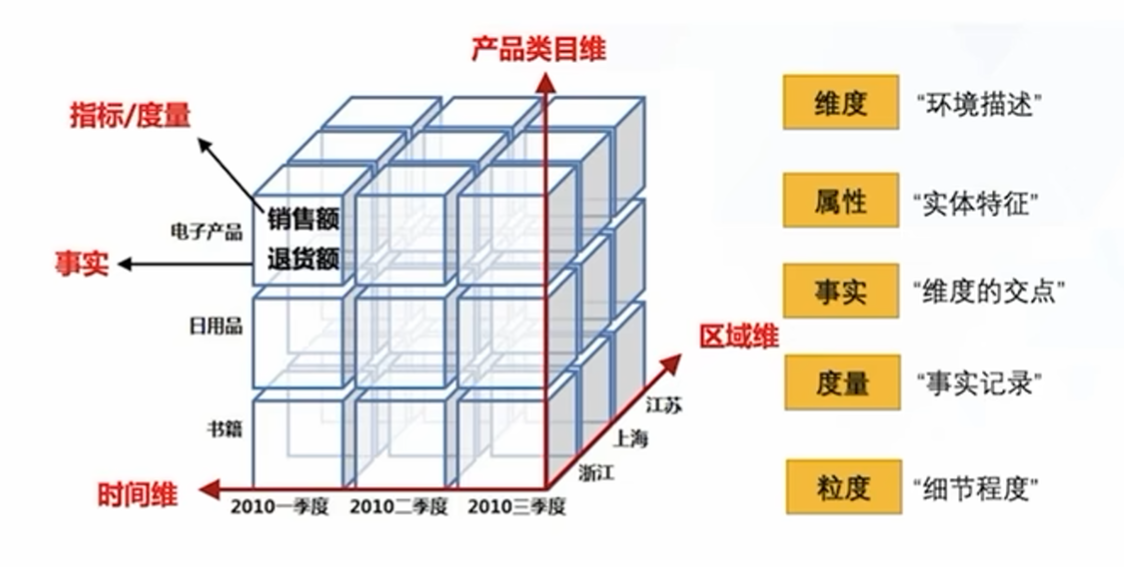 产品类目维
指标/度量
销售额
退货额
电子产品
事实
日用品
书籍
区域维
江苏
上海
浙江
时间维
2010一季度 2010二季度 2010三季度
维度 “环境描述”
属性 “实体特征”
事实 “维度的交点”
度量 “事实记录”
粒度 “细节程度”